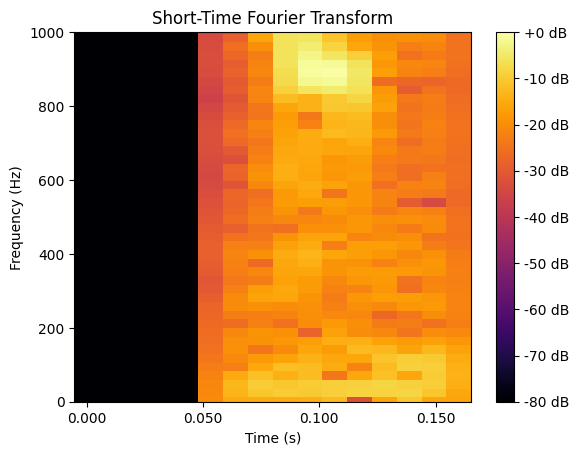 Short-Time Fourier Transform
Frequency (Hz)
1000
800
600
400
200
0
0.000
0.050
0.100
0.150
Time (s)
+0 dB
-10 dB
-20 dB
-30 dB
-40 dB
-50 dB
-60 dB
-70 dB
-80 dB